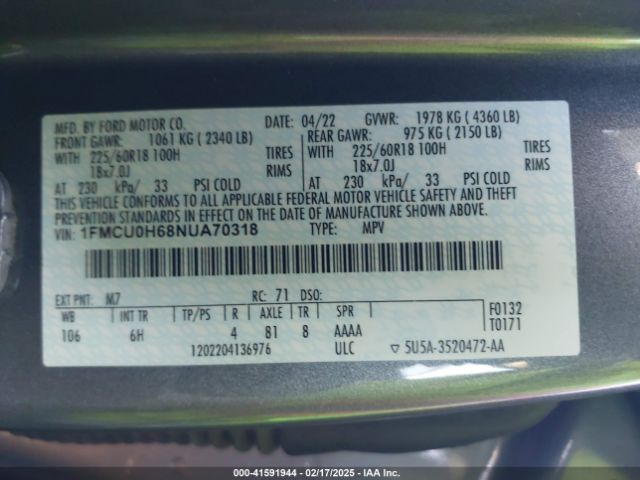 MFD. BY FORD MOTOR CO. DATE: 04/22 GVWR: 1978 KG ( 4360 LB)
FRONT GAWR: 1061 KG ( 2340 LB) REAR GAWR: 975 KG ( 2150 LB)
WITH 225/60R18 100H TIRES WITH 225/60R18 100H TIRES
18x7.0J RIMS 18x7.0J RIMS
AT 230 kPa/ 33 PSI COLD AT 230 kPa/ 33 PSI COLD
THIS VEHICLE CONFORMS TO ALL APPLICABLE FEDERAL MOTOR VEHICLE SAFETY AND THEFT
PREVENTION STANDARDS IN EFFECT ON THE DATE OF MANUFACTURE SHOWN ABOVE.
VIN: 1FMCU0H68NUA70318 TYPE: MPV
EXT PNT: M7 RC: 71 DSO:
WB INT TR TP/PS R AXLE TR SPR F0132
106 6H 4 81 8 AAAA T0171
1202204136976 ULC ▽ 5U5A-3520472-AA
000-41591944 - 02/17/2025 - IAA Inc.